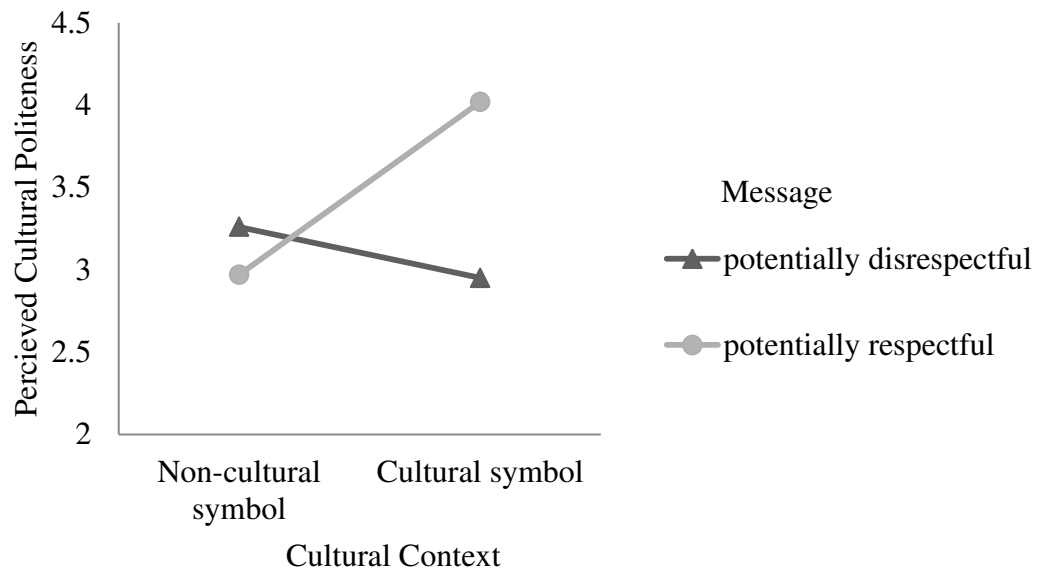 Percieved Cultural Politeness
4.5
4
3.5
3
2.5
2
Non-cultural
symbol
Cultural symbol
Cultural Context
Message
potentially disrespectful
potentially respectful